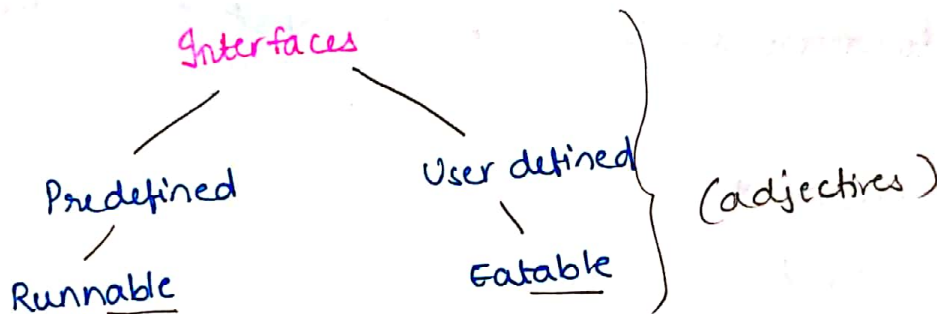 Interfaces
Predefined User defined
(adjectives)
Runnable Eatable